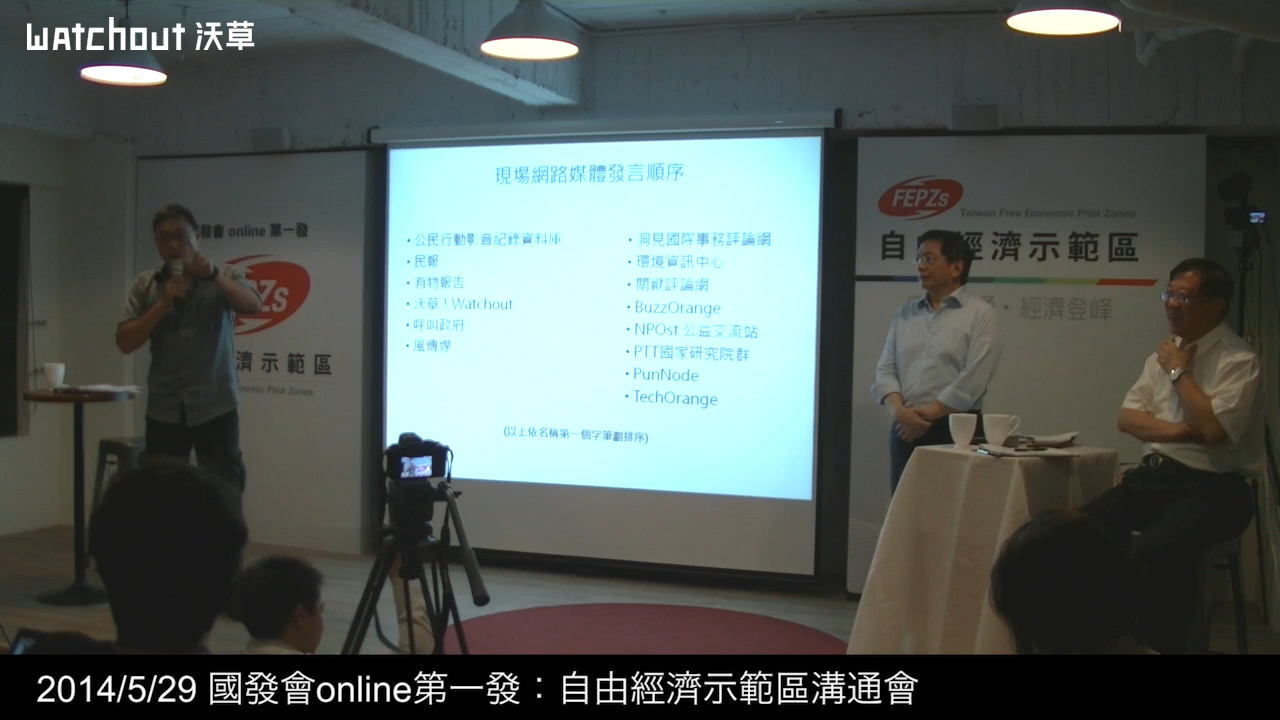 watchout 沃草
現場網路媒體發言順序
• 公民行動影音紀錄資料庫
• 民報
• 有物報告
• 沃草！Watchout
• 呼叫政府
• 風傳媒
• 洞見國際事務評論網
• 環境資訊中心
• 關鍵評論網
• BuzzOrange
• NPOst 公益交流站
• PTT國家研究院群
• PunNode
• TechOrange
(以上依名稱第一個字筆劃排序)
發會 online 第一發
Zs
濟示範區
Economic Pilot Zones
FEPZs
Taiwan Free Economic Pilot Zones
自 經濟示範區
・經濟登峰
2014/5/29 國發會online第一發：自由經濟示範區溝通會